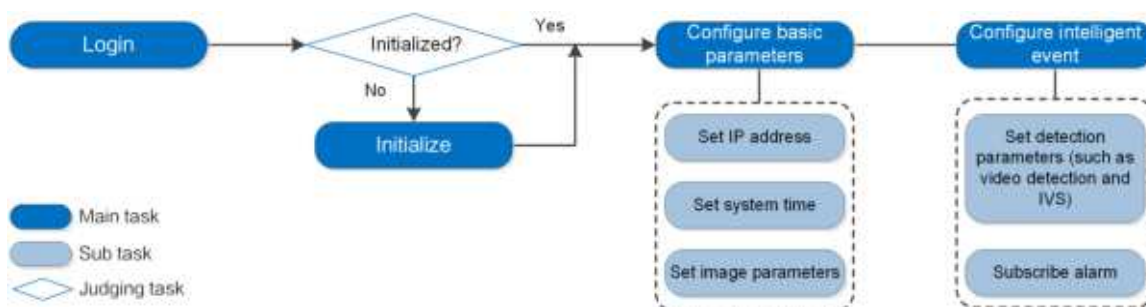 Login
Initialized?
Yes
No
Initialize
Configure basic
parameters
Configure intelligent
event
Set IP address
Set system time
Set image parameters
Set detection
parameters (such as
video detection and
IVS)
Subscribe alarm
Main task
Sub task
Judging task